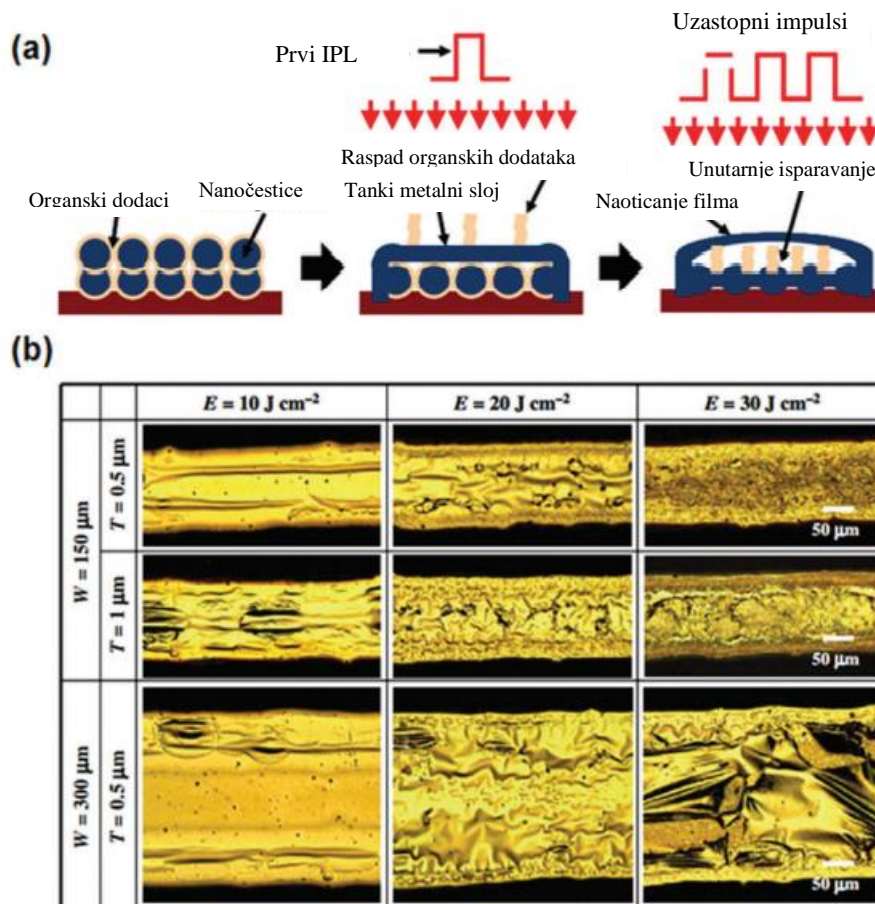 (a)
Prvi IPL
Uzastopni impulsi
Organski dodaci
Nanočestice
Raspad organskih dodataka
Tanki metalni sloj
Unutarnje isparavanje
Naoticanje filma
(b)
E = 10 J cm⁻²
E = 20 J cm⁻²
E = 30 J cm⁻²
W = 150 μm
T = 0.5 μm
50 μm
T = 1 μm
50 μm
W = 300 μm
T = 0.5 μm
50 μm